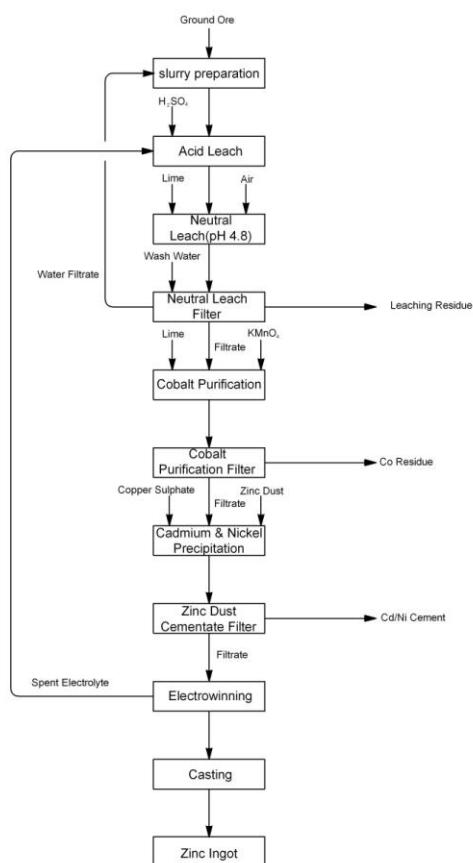 Ground Ore
slurry preparation
H₂SO₄
Acid Leach
Lime
Air
Neutral
Leach(pH 4.8)
Wash Water
Water Filtrate
Neutral Leach
Filter
Leaching Residue
Lime
Filtrate
KMnO₄
Cobalt Purification
Cobalt
Purification Filter
Co Residue
Copper Sulphate
Filtrate
Zinc Dust
Cadmium & Nickel
Precipitation
Zinc Dust
Cementate Filter
Cd/Ni Cement
Filtrate
Spent Electrolyte
Electrowinning
Casting
Zinc Ingot